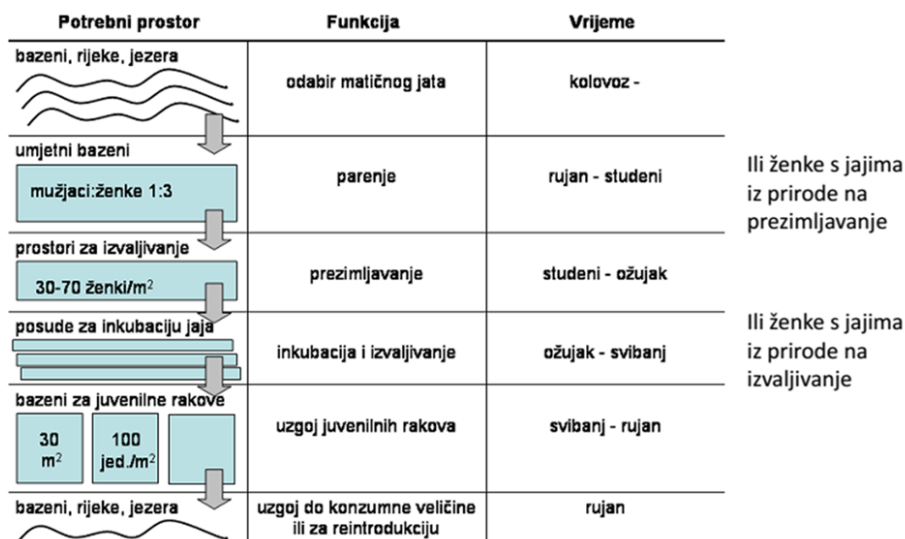 Potrebni prostor Funkcija Vrijeme
bazeni, rijeke, jezera
odabir matičnog jata
kolovoz -
umjetni bazeni
mužjaci:ženke 1:3
parenje
rujan - studeni
Ili ženke s jajima
iz prirode na
prezimljavanje
prostori za izvaljivanje
30-70 ženki/m²
prezimljavanje
studeni - ožujak
posude za inkubaciju jaja
inkubacija i izvaljivanje
ožujak - svibanj
Ili ženke s jajima
iz prirode na
izvaljivanje
bazeni za juvenilne rakove
30
m²
100
jed./m²
uzgoj juvenilnih rakova
svibanj - rujan
bazeni, rijeke, jezera
uzgoj do konzumne veličine
ili za reintrodukciju
rujan